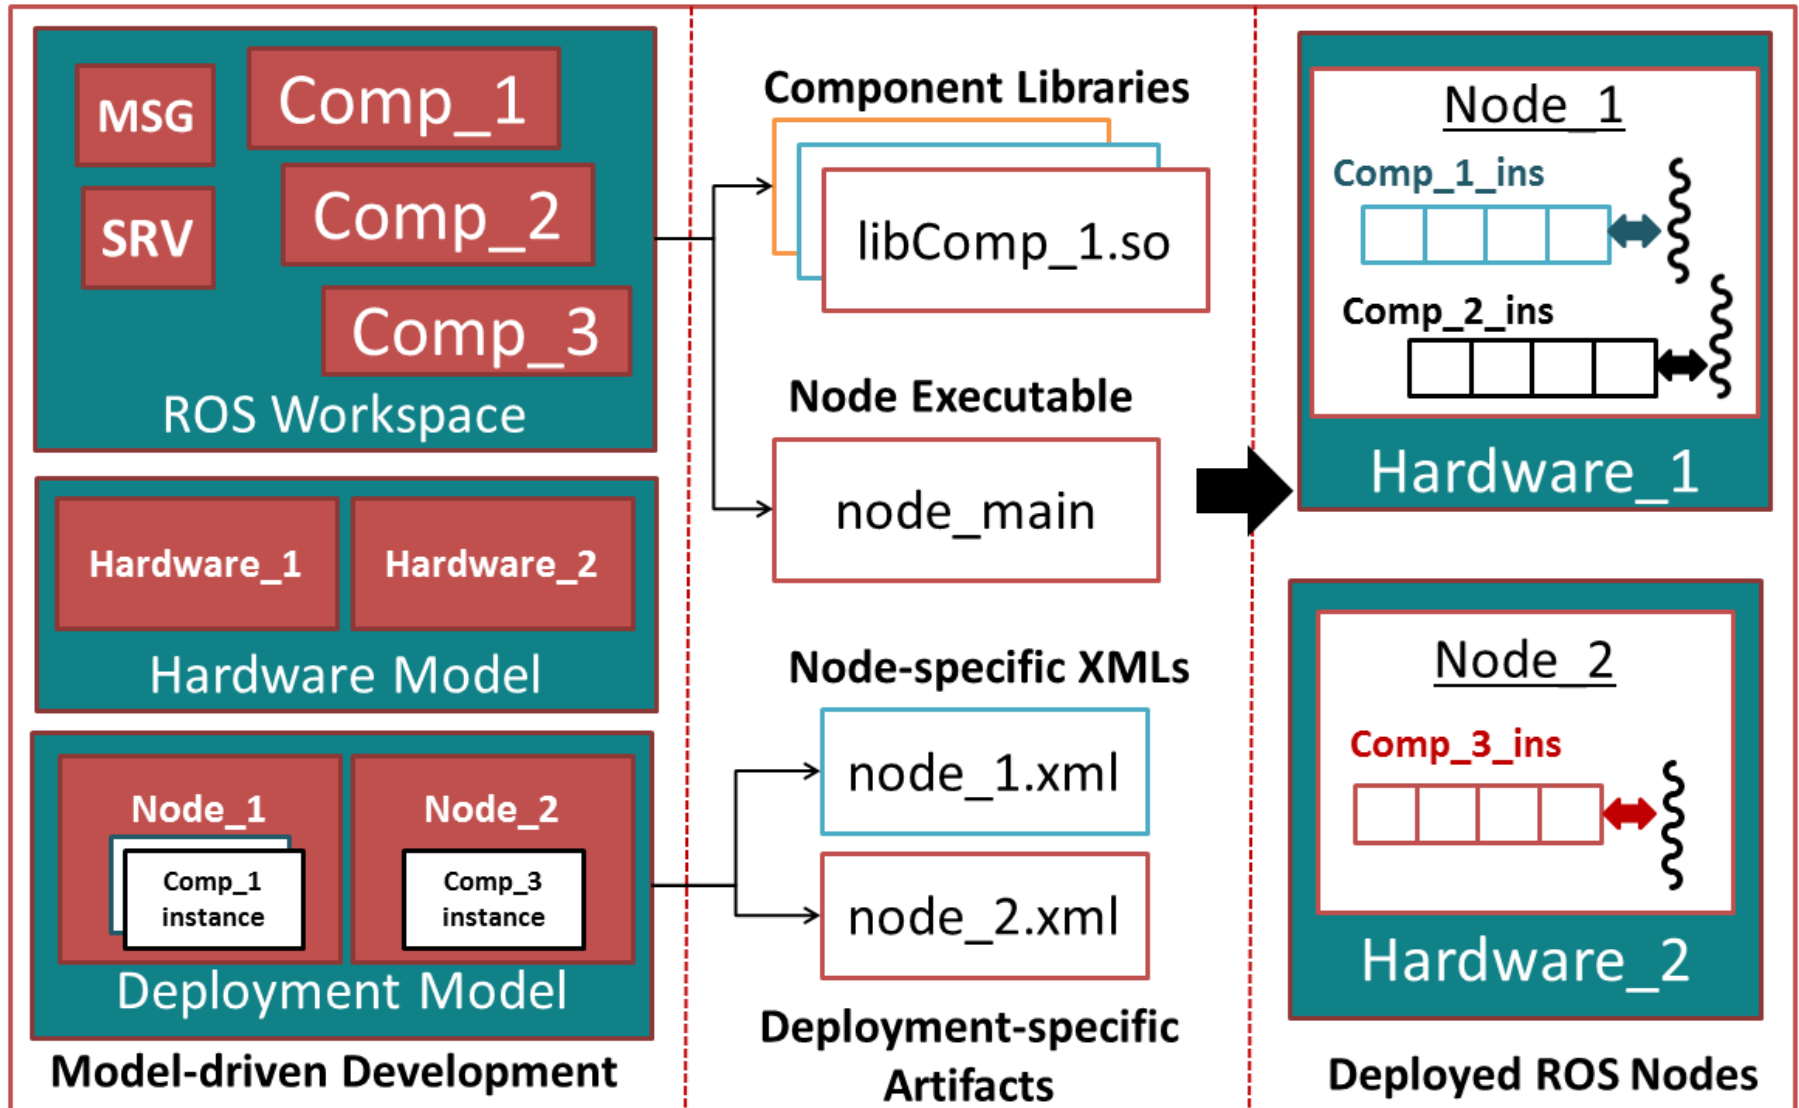 MSG
SRV
Comp_1
Comp_2
Comp_3
ROS Workspace
Hardware_1
Hardware_2
Hardware Model
Node_1
Comp_1
instance
Node_2
Comp_3
instance
Deployment Model
Model-driven Development
Component Libraries
libComp_1.so
Node Executable
node_main
Node-specific XMLs
node_1.xml
node_2.xml
Deployment-specific
Artifacts
Node_1
Comp_1_ins
Comp_2_ins
Hardware_1
Node_2
Comp_3_ins
Hardware_2
Deployed ROS Nodes